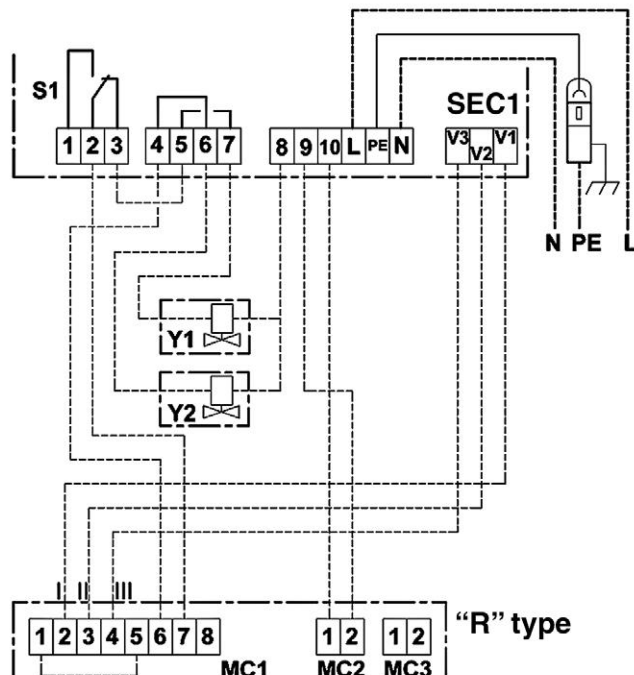 S1
SEC1
1 2 3
4 5 6 7
8 9 10 L PE N
V3 V2 V1
N PE L
Y1
Y2
I II III
"R" type
1 2 3 4 5 6 7 8
1 2
1 2
MC1
MC2
MC3